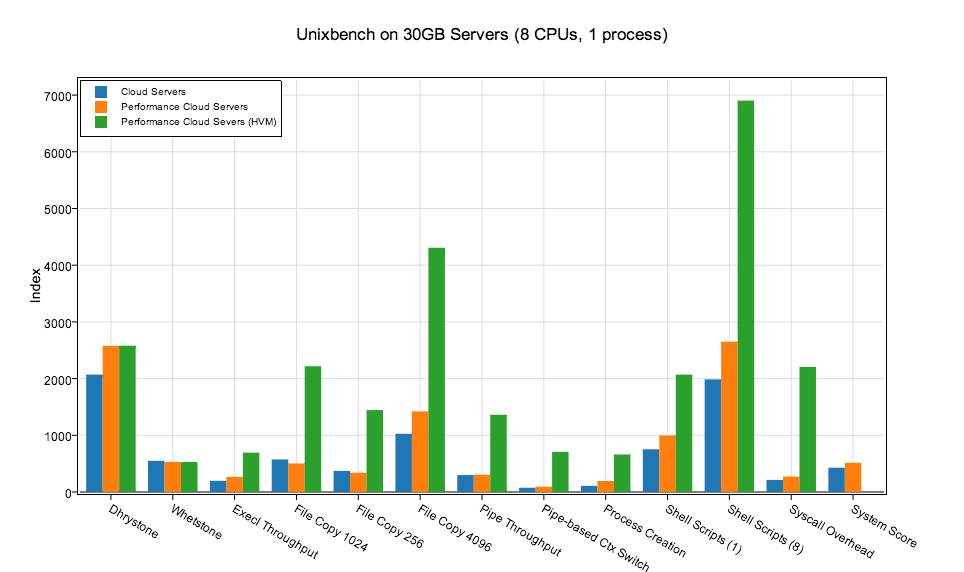 Unixbench on 30GB Servers (8 CPUs, 1 process)
Cloud Servers
Performance Cloud Servers
Performance Cloud Severs (HVM)
7000
6000
5000
4000
3000
2000
1000
0
Index
Dhrystone
Whetstone
Execl Throughput
File Copy 1024
File Copy 256
File Copy 4096
Pipe Throughput
Pipe-based Ctx Switch
Process Creation
Shell Scripts (1)
Shell Scripts (8)
Syscall Overhead
System Score